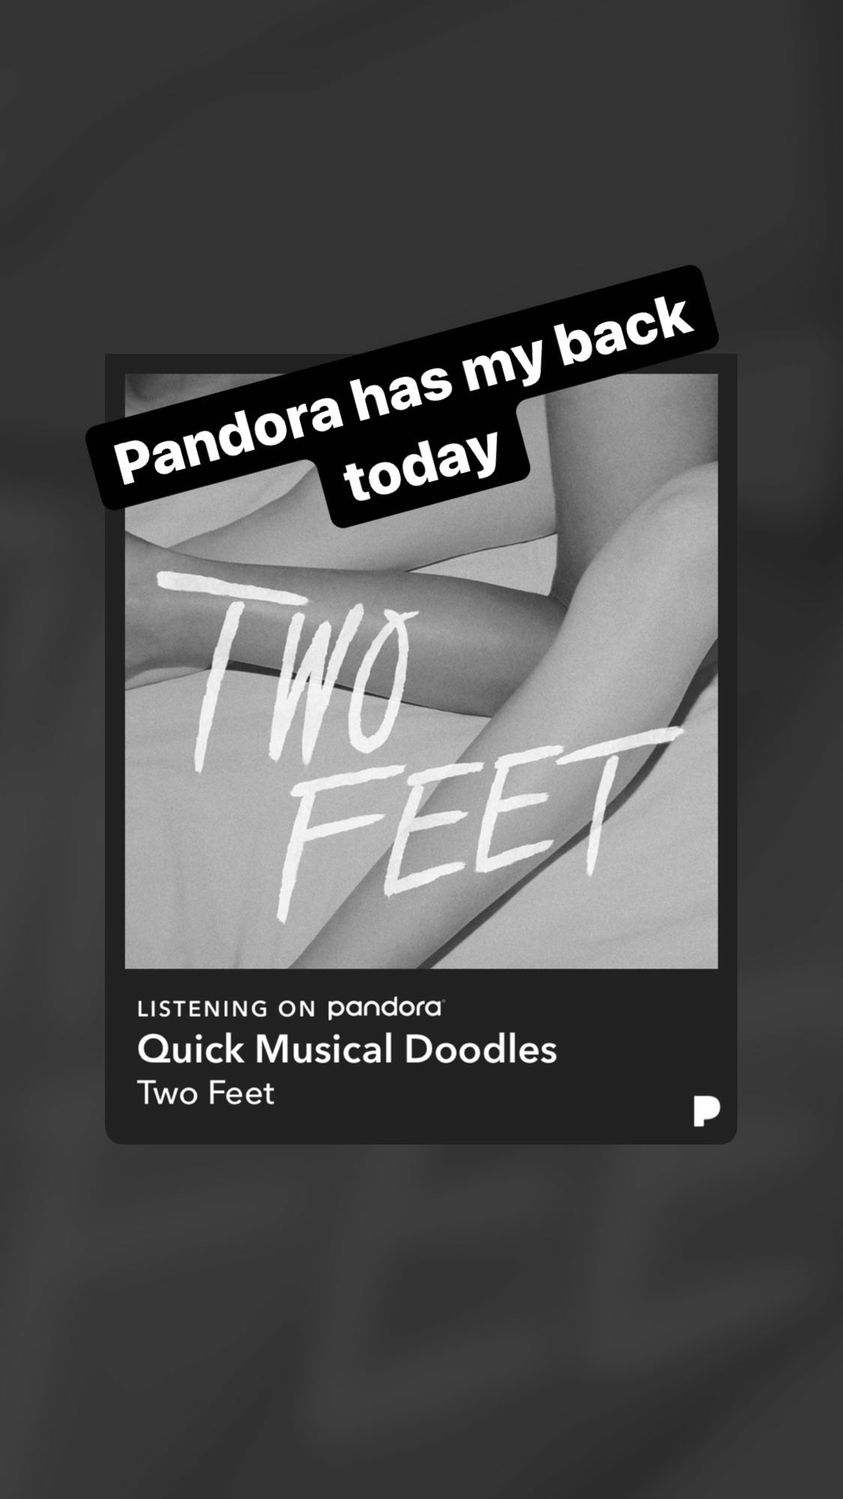 Pandora has my back
today
TWO
FEET
LISTENING ON pandora
Quick Musical Doodles
Two Feet